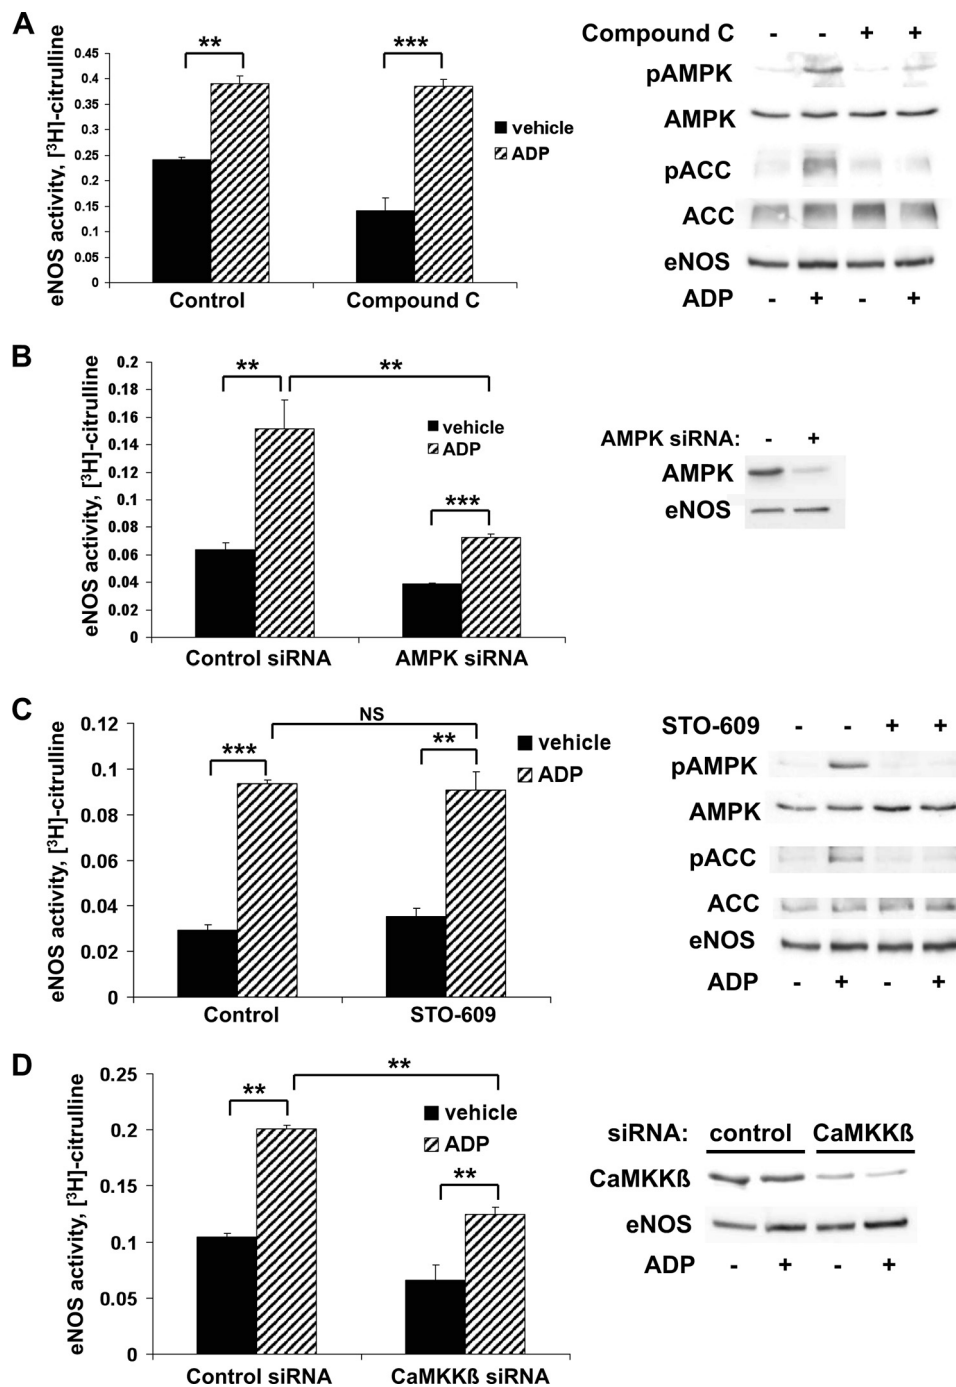 A
eNOS activity, [³H]-citrulline
0.45
0.4
0.35
0.3
0.25
0.2
0.15
0.1
0.05
0
**
***
vehicle
ADP
Control
Compound C
Compound C - - + +
pAMPK
AMPK
pACC
ACC
eNOS
ADP - + - +
B
eNOS activity, [³H]-citrulline
0.2
0.18
0.16
0.14
0.12
0.1
0.08
0.06
0.04
0.02
0
**
**
***
vehicle
ADP
Control siRNA
AMPK siRNA
AMPK siRNA: - +
AMPK
eNOS
C
eNOS activity, [³H]-citrulline
0.12
0.1
0.08
0.06
0.04
0.02
0
NS
***
**
vehicle
ADP
Control
STO-609
STO-609 - - + +
pAMPK
AMPK
pACC
ACC
eNOS
ADP - + - +
D
eNOS activity, [³H]-citrulline
0.25
0.2
0.15
0.1
0.05
0
**
**
**
vehicle
ADP
Control siRNA
CaMKKß siRNA
siRNA: control CaMKKß
CaMKKß
eNOS
ADP - + - +